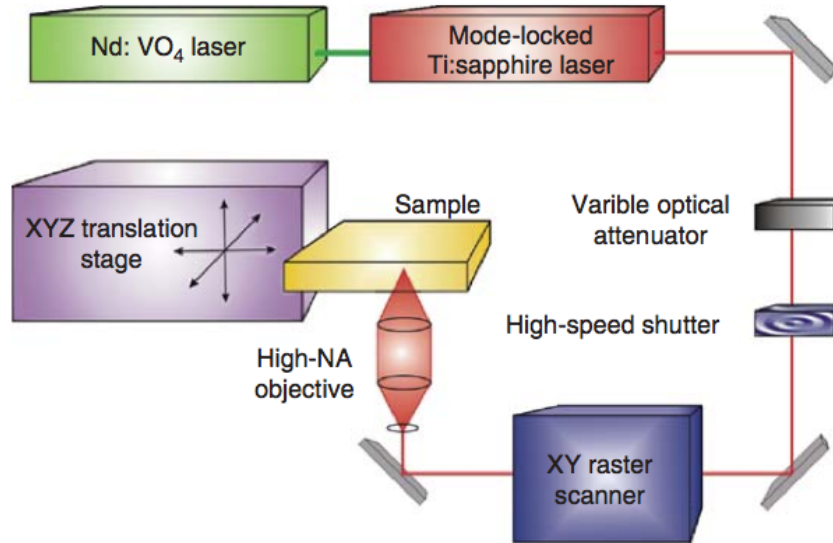 Nd: VO4 laser
Mode-locked
Ti:sapphire laser
XYZ translation
stage
Sample
Varible optical
attenuator
High-speed shutter
High-NA
objective
XY raster
scanner